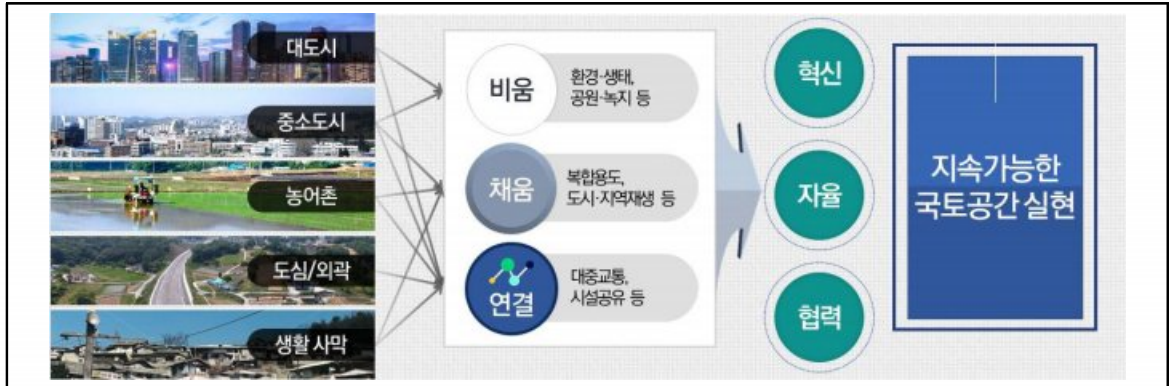 대도시
중소도시
농어촌
도심/외곽
생활 사막
비움
환경·생태,
공원·녹지 등
채움
복합용도,
도시·지역재생 등
연결
대중교통,
시설공유 등
혁신
자율
협력
지속가능한
국토공간 실현